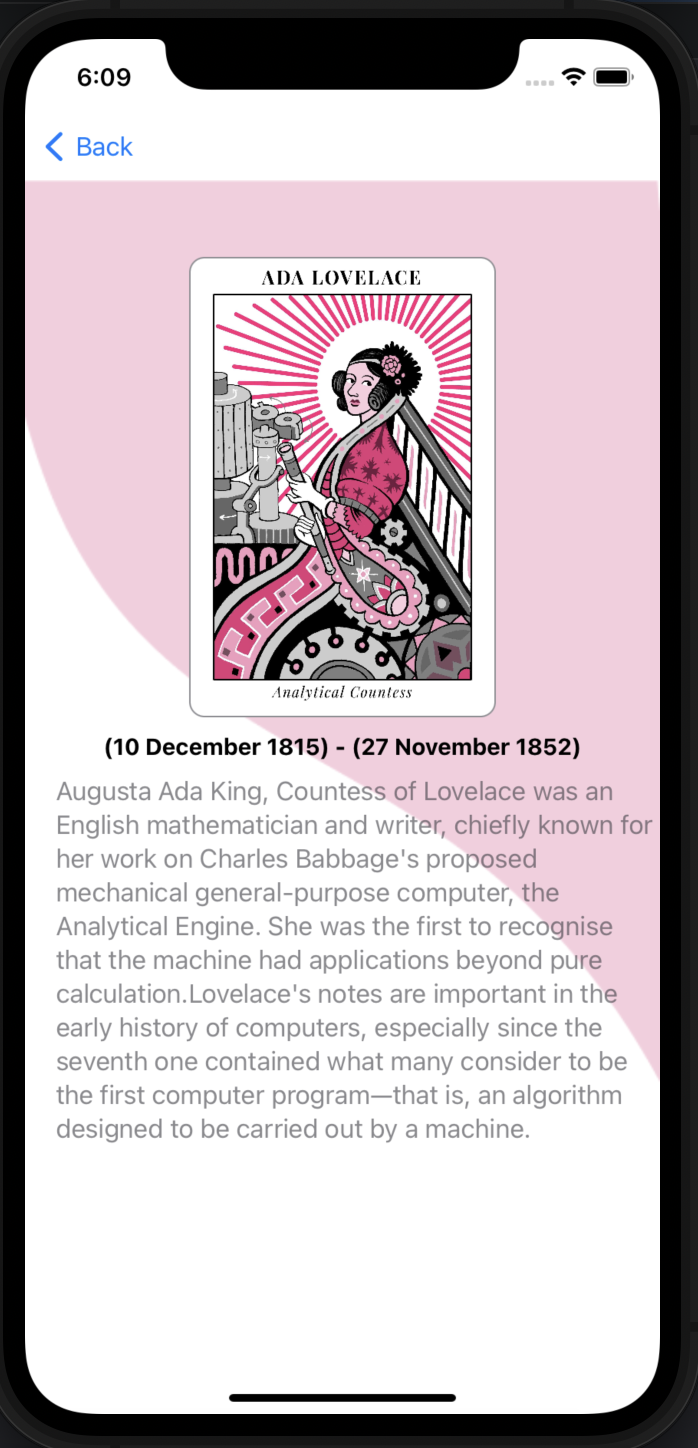 6:09
Back
ADA LOVELACE
Analytical Countess
(10 December 1815) - (27 November 1852)
Augusta Ada King, Countess of Lovelace was an
English mathematician and writer, chiefly known for
her work on Charles Babbage's proposed
mechanical general-purpose computer, the
Analytical Engine. She was the first to recognise
that the machine had applications beyond pure
calculation.Lovelace's notes are important in the
early history of computers, especially since the
seventh one contained what many consider to be
the first computer program—that is, an algorithm
designed to be carried out by a machine.